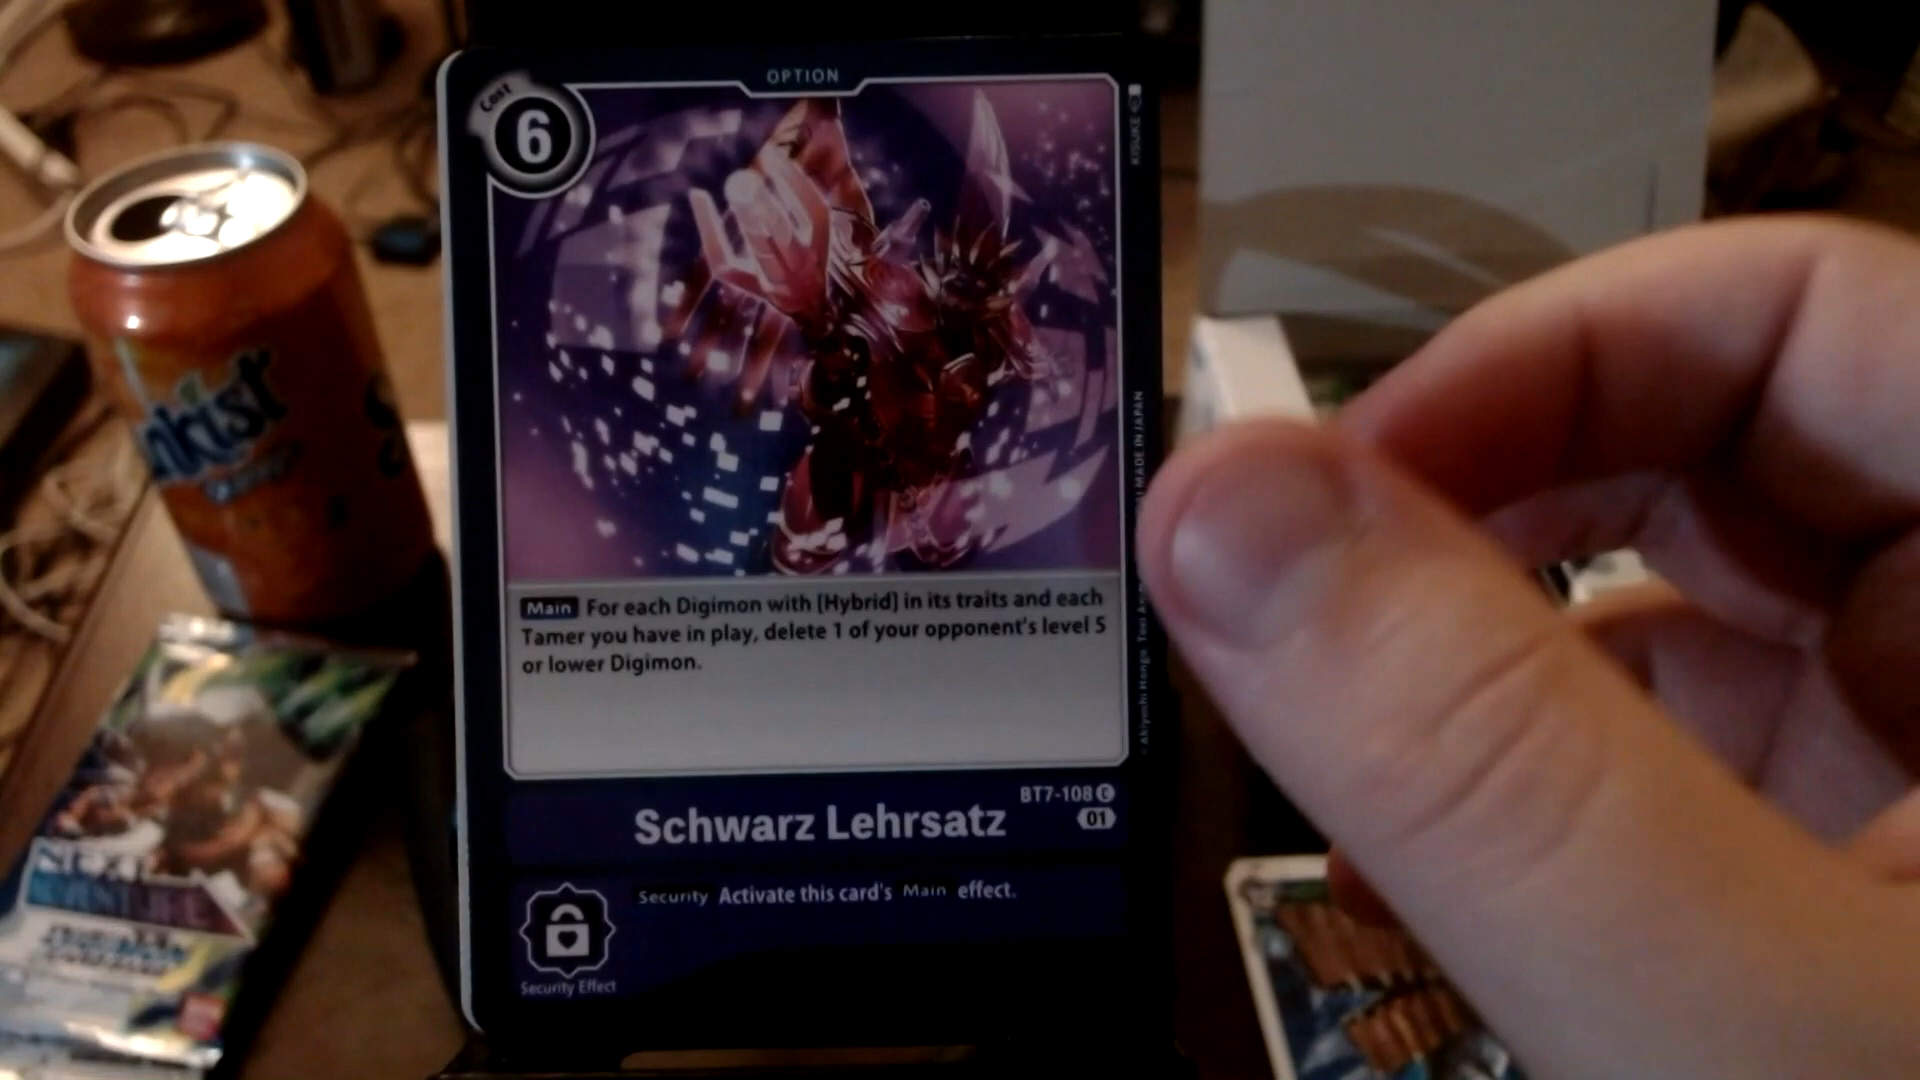 OPTION
Cost
6
KISUKE
MADE IN JAPAN
Main For each Digimon with [Hybrid] in its traits and each
Tamer you have in play, delete 1 of your opponent's level 5
or lower Digimon.
BT7-108 C
Schwarz Lehrsatz
01
Security Activate this card's Main effect.
Security Effect
nkist